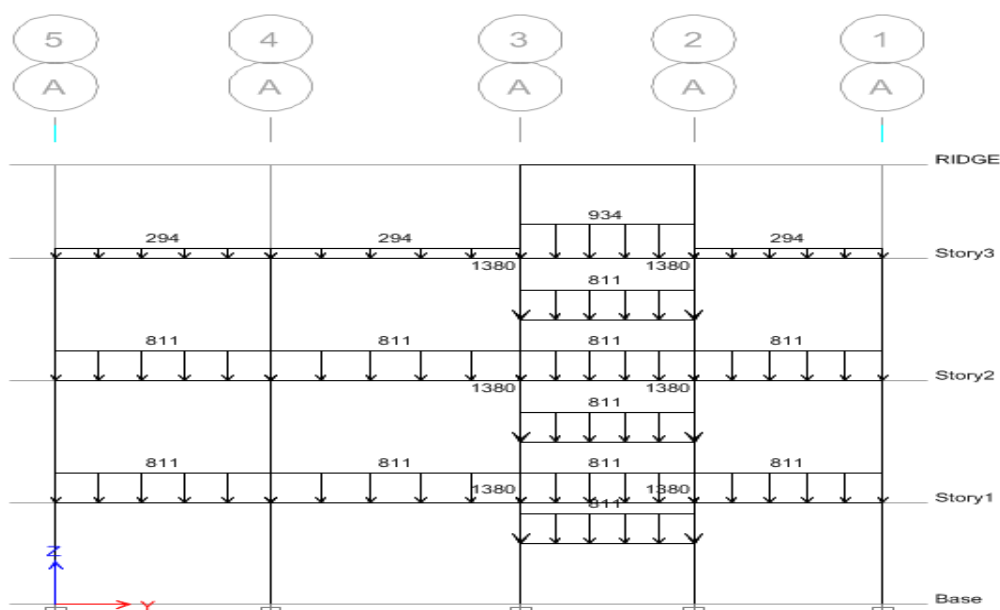 5 4 3 2 1
A A A A A
RIDGE
934
294 294 294
Story3
1380 1380
811
811 811 811 811
Story2
1380 1380
811
811 811 811 811
1380 1380
Story1
811
Z
Y
Base